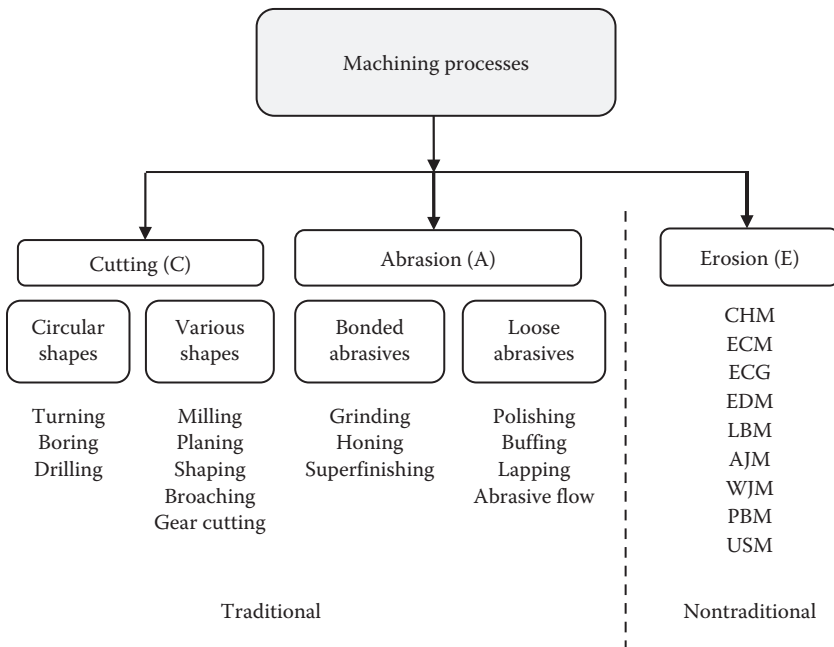 Machining processes
Cutting (C)
Abrasion (A)
Erosion (E)
Circular
shapes
Various
shapes
Bonded
abrasives
Loose
abrasives
Turning
Boring
Drilling
Milling
Planing
Shaping
Broaching
Gear cutting
Grinding
Honing
Superfinishing
Polishing
Buffing
Lapping
Abrasive flow
CHM
ECM
ECG
EDM
LBM
AJM
WJM
PBM
USM
Traditional
Nontraditional